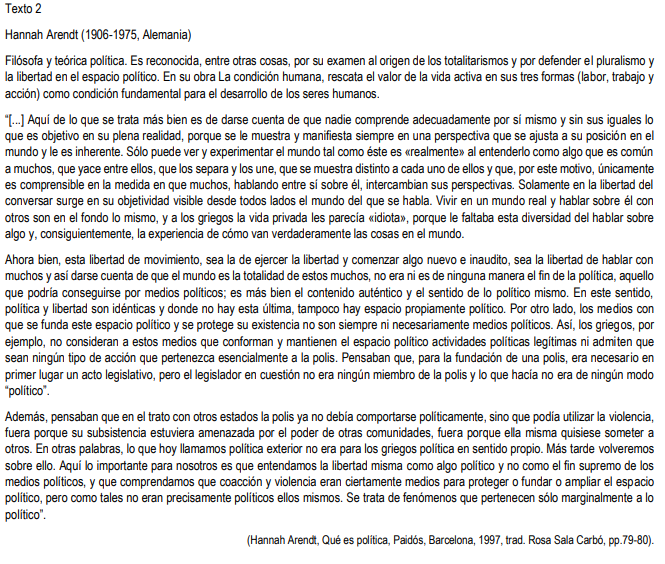 Texto 2
Hannah Arendt (1906-1975, Alemania)
Filósofa y teórica política. Es reconocida, entre otras cosas, por su examen al origen de los totalitarismos y por defender el pluralismo y
la libertad en el espacio político. En su obra La condición humana, rescata el valor de la vida activa en sus tres formas (labor, trabajo y
acción) como condición fundamental para el desarrollo de los seres humanos.
“[...] Aquí de lo que se trata más bien es de darse cuenta de que nadie comprende adecuadamente por sí mismo y sin sus iguales lo
que es objetivo en su plena realidad, porque se le muestra y manifiesta siempre en una perspectiva que se ajusta a su posición en el
mundo y le es inherente. Sólo puede ver y experimentar el mundo tal como éste es «realmente» al entenderlo como algo que es común
a muchos, que yace entre ellos, que los separa y los une, que se muestra distinto a cada uno de ellos y que, por este motivo, únicamente
es comprensible en la medida en que muchos, hablando entre sí sobre él, intercambian sus perspectivas. Solamente en la libertad del
conversar surge en su objetividad visible desde todos lados el mundo del que se habla. Vivir en un mundo real y hablar sobre él con
otros son en el fondo lo mismo, y a los griegos la vida privada les parecía «idiota», porque le faltaba esta diversidad del hablar sobre
algo y, consiguientemente, la experiencia de cómo van verdaderamente las cosas en el mundo.
Ahora bien, esta libertad de movimiento, sea la de ejercer la libertad y comenzar algo nuevo e inaudito, sea la libertad de hablar con
muchos y así darse cuenta de que el mundo es la totalidad de estos muchos, no era ni es de ninguna manera el fin de la política, aquello
que podría conseguirse por medios políticos; es más bien el contenido auténtico y el sentido de lo político mismo. En este sentido,
política y libertad son idénticas y donde no hay esta última, tampoco hay espacio propiamente político. Por otro lado, los medios con
que se funda este espacio político y se protege su existencia no son siempre ni necesariamente medios políticos. Así, los griegos, por
ejemplo, no consideran a estos medios que conforman y mantienen el espacio político actividades políticas legítimas ni admiten que
sean ningún tipo de acción que pertenezca esencialmente a la polis. Pensaban que, para la fundación de una polis, era necesario en
primer lugar un acto legislativo, pero el legislador en cuestión no era ningún miembro de la polis y lo que hacía no era de ningún modo
“político”.
Además, pensaban que en el trato con otros estados la polis ya no debía comportarse políticamente, sino que podía utilizar la violencia,
fuera porque su subsistencia estuviera amenazada por el poder de otras comunidades, fuera porque ella misma quisiese someter a
otros. En otras palabras, lo que hoy llamamos política exterior no era para los griegos política en sentido propio. Más tarde volveremos
sobre ello. Aquí lo importante para nosotros es que entendamos la libertad misma como algo político y no como el fin supremo de los
medios políticos, y que comprendamos que coacción y violencia eran ciertamente medios para proteger o fundar o ampliar el espacio
político, pero como tales no eran precisamente políticos ellos mismos. Se trata de fenómenos que pertenecen sólo marginalmente a lo
político”.
(Hannah Arendt, Qué es política, Paidós, Barcelona, 1997, trad. Rosa Sala Carbó, pp.79-80).